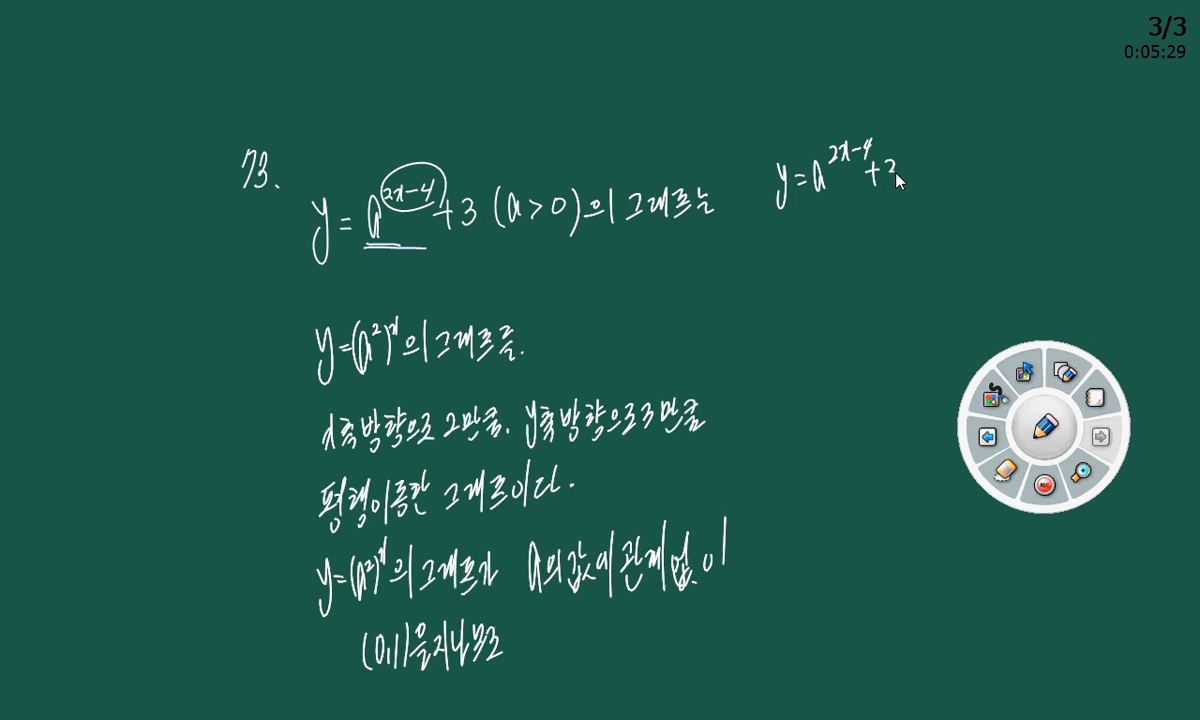 3/3
0:05:29
73.
y=a^{2x-4}+3 (a>0)의 그래프는
y=a^{2x-4}+3
y=(a²)ˣ의 그래프를.
x축방향으로 2만큼. y축방향으로 3만큼
평행이동한 그래프이다.
y=(a²)ˣ의 그래프가 a의 값에 관계없이
(0,1)을 지나므로
REC